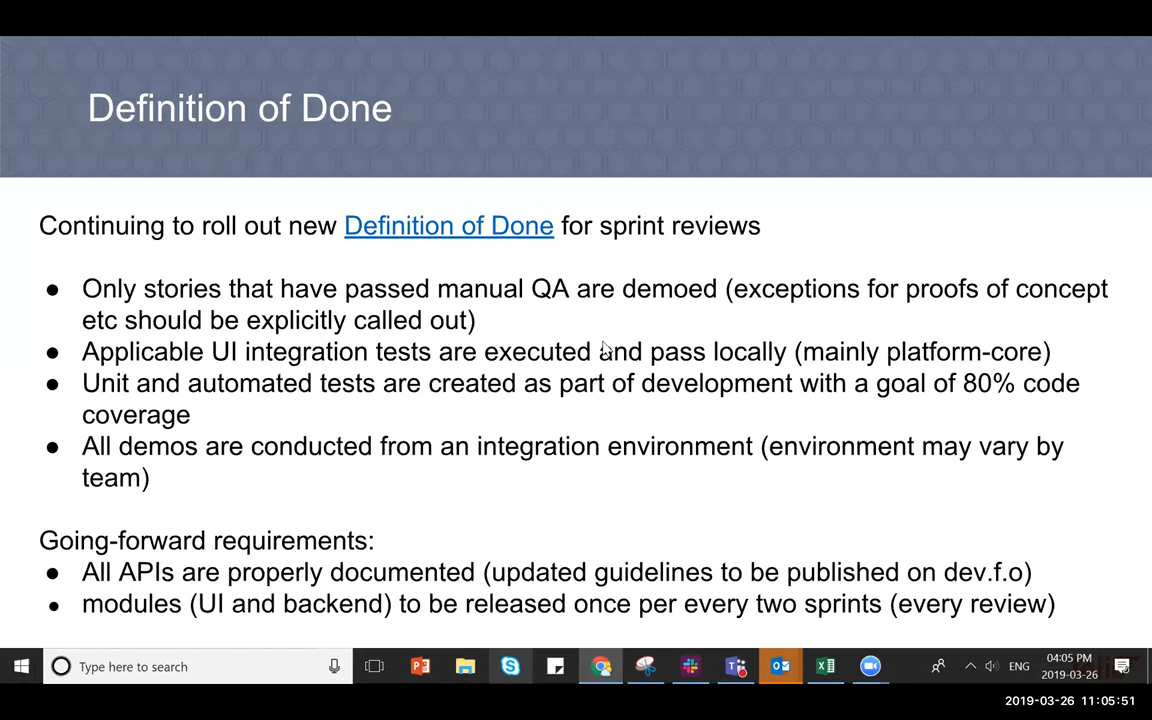 Definition of Done
Continuing to roll out new Definition of Done for sprint reviews
● Only stories that have passed manual QA are demoed (exceptions for proofs of concept
etc should be explicitly called out)
● Applicable UI integration tests are executed and pass locally (mainly platform-core)
● Unit and automated tests are created as part of development with a goal of 80% code
coverage
● All demos are conducted from an integration environment (environment may vary by
team)
Going-forward requirements:
● All APIs are properly documented (updated guidelines to be published on dev.f.o)
● modules (UI and backend) to be released once per every two sprints (every review)
Type here to search
ENG
04:05 PM
2019-03-26
2019-03-26 11:05:51